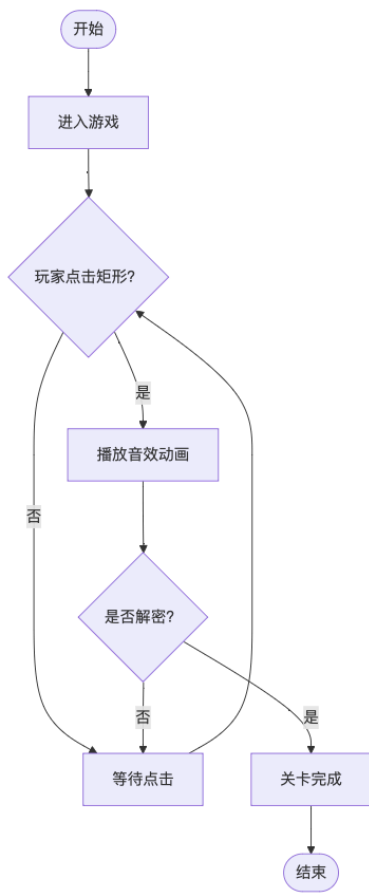 开始
进入游戏
玩家点击矩形?
是
播放音效动画
否
是否解密?
否
是
等待点击
关卡完成
结束